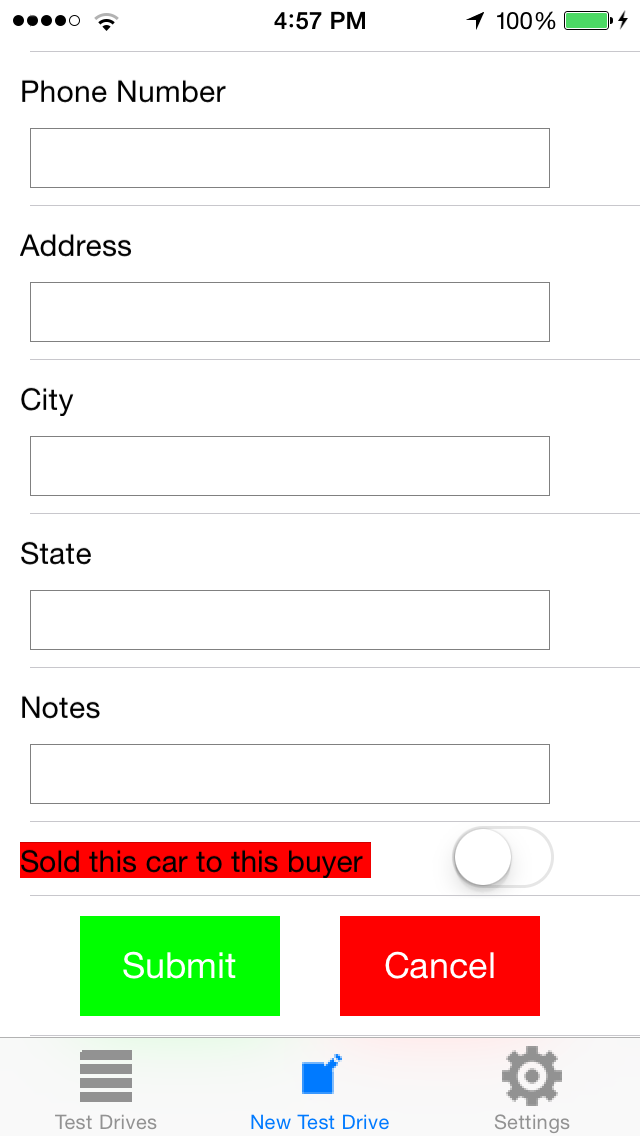 4:57 PM 100%
Phone Number
Address
City
State
Notes
Sold this car to this buyer
Submit Cancel
Test Drives New Test Drive Settings